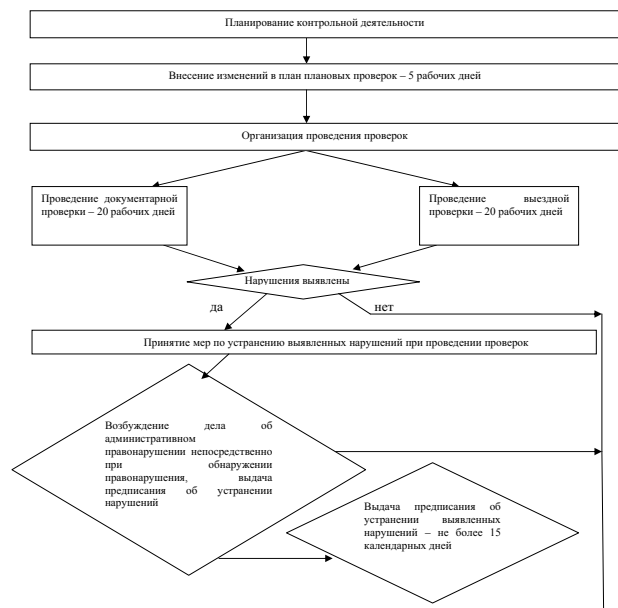 Планирование контрольной деятельности
Внесение изменений в план плановых проверок – 5 рабочих дней
Организация проведения проверок
Проведение документарной
проверки – 20 рабочих дней
Проведение выездной
проверки – 20 рабочих дней
Нарушения выявлены
да
нет
Принятие мер по устранению выявленных нарушений при проведении проверок
Возбуждение дела об
административном
правонарушении непосредственно
при обнаружении
правонарушения, выдача
предписания об устранении
нарушений
Выдача предписания об
устранении выявленных
нарушений – не более 15
календарных дней